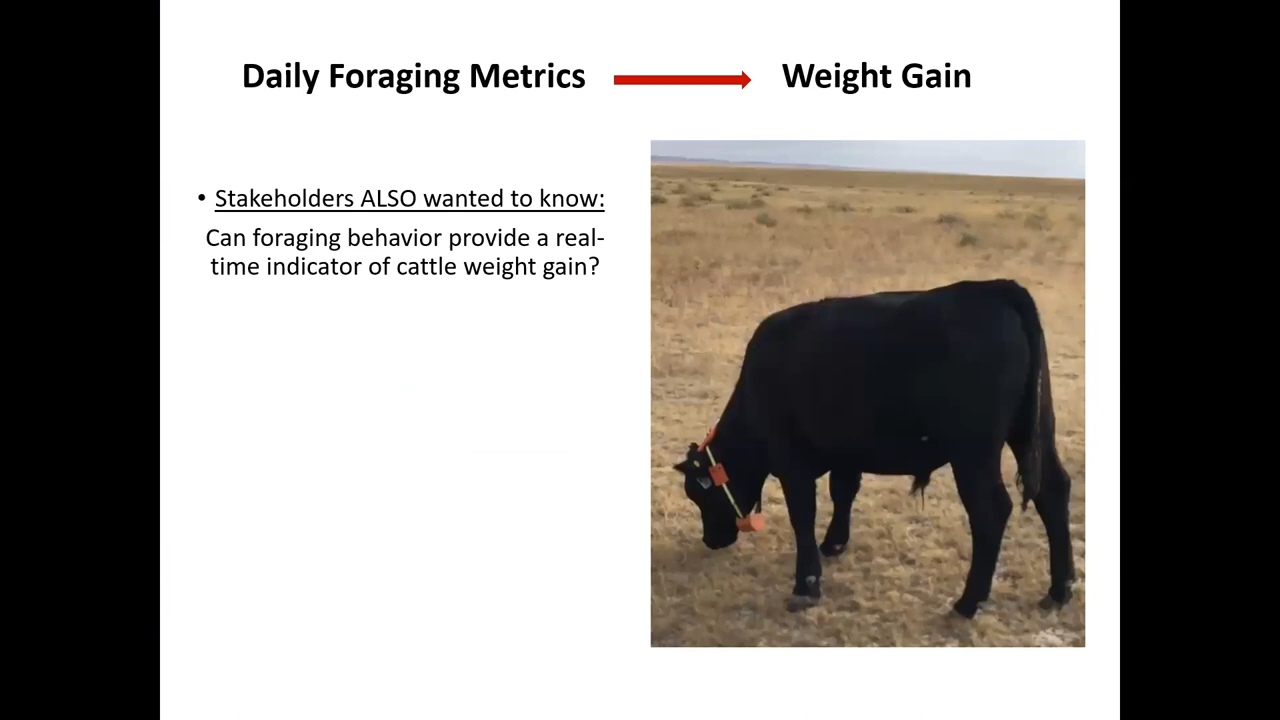 Daily Foraging Metrics
Weight Gain
• Stakeholders ALSO wanted to know:
Can foraging behavior provide a real-
time indicator of cattle weight gain?